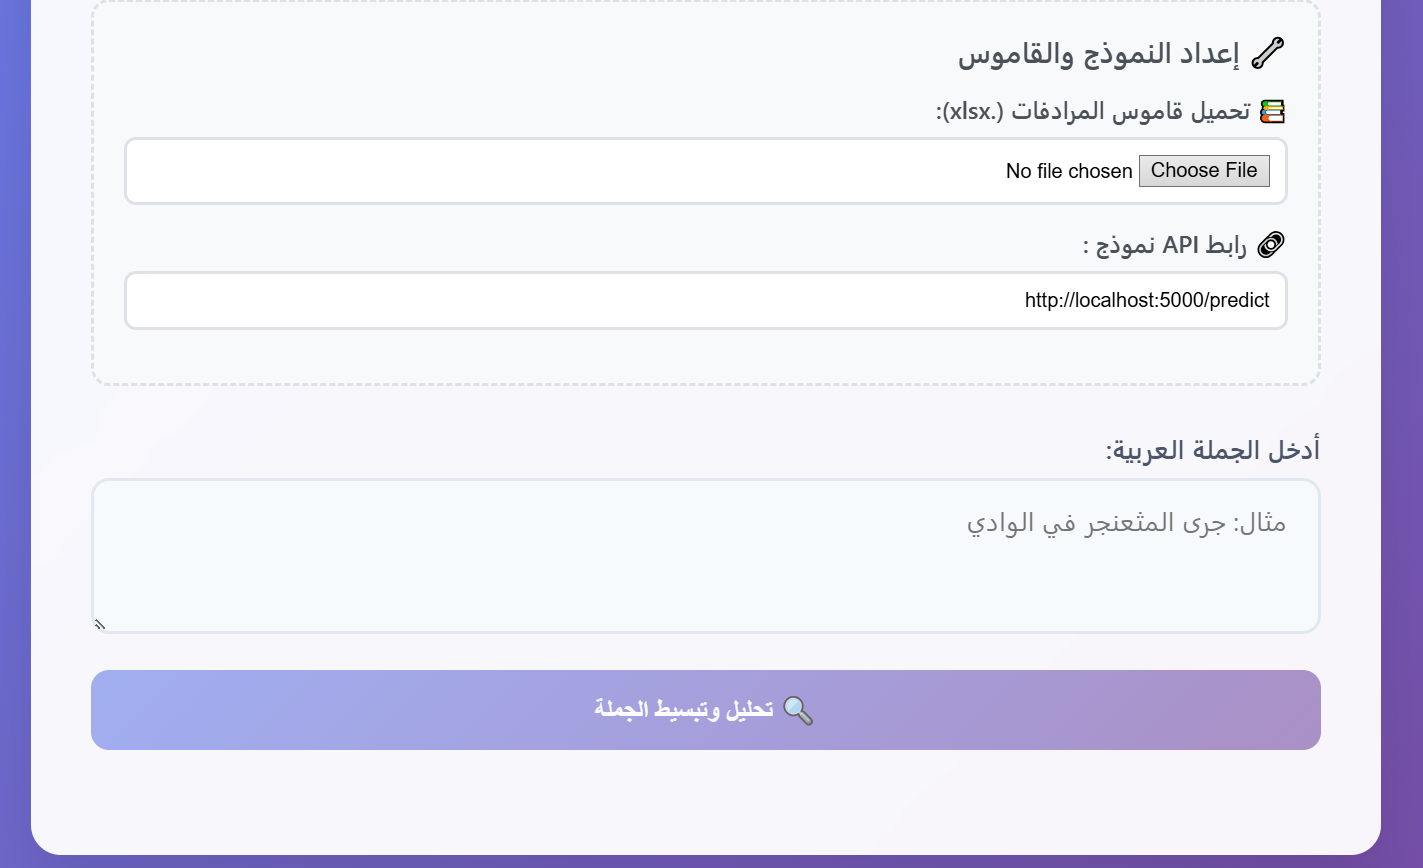 إعداد النموذج والقاموس
تحميل قاموس المرادفات (.xlsx):
Choose File No file chosen
رابط API نموذج :
http://localhost:5000/predict
أدخل الجملة العربية:
مثال: جرى المثعنجر في الوادي
تحليل وتبسيط الجملة